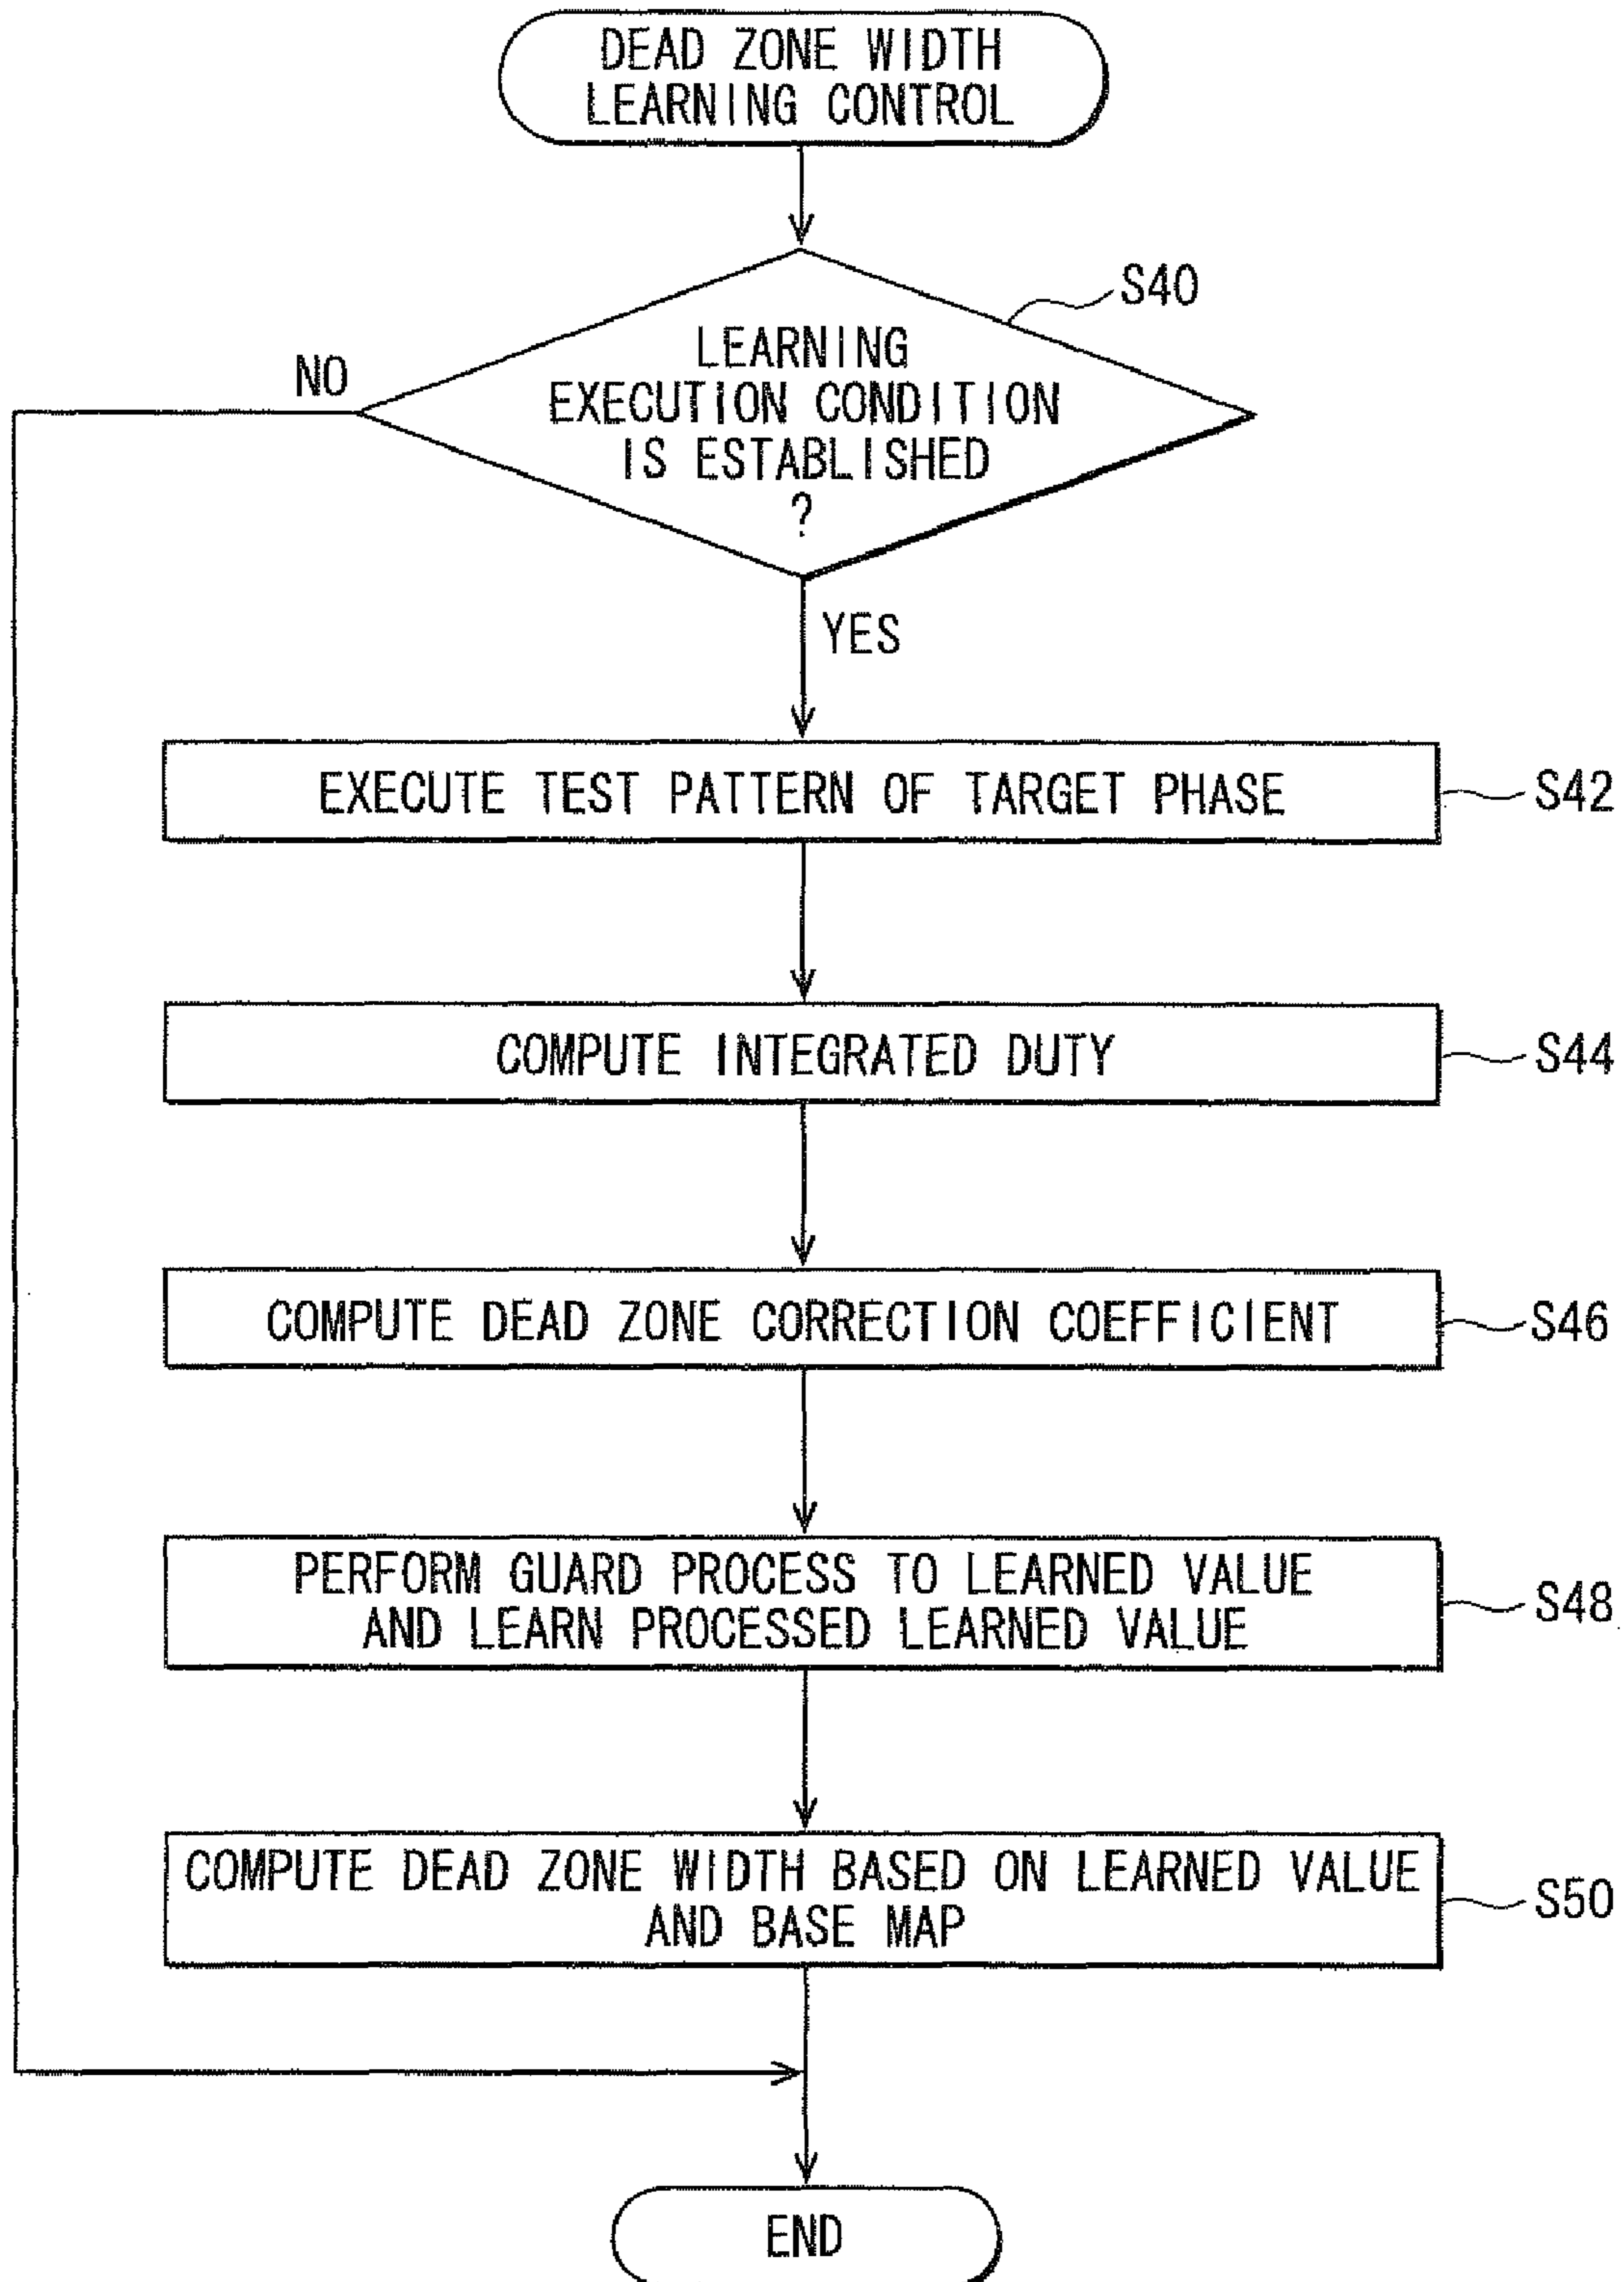 DEAD ZONE WIDTH
LEARNING CONTROL
S40
LEARNING
EXECUTION CONDITION
IS ESTABLISHED
?
NO
YES
EXECUTE TEST PATTERN OF TARGET PHASE
S42
COMPUTE INTEGRATED DUTY
S44
COMPUTE DEAD ZONE CORRECTION COEFFICIENT
S46
PERFORM GUARD PROCESS TO LEARNED VALUE
AND LEARN PROCESSED LEARNED VALUE
S48
COMPUTE DEAD ZONE WIDTH BASED ON LEARNED VALUE
AND BASE MAP
S50
END